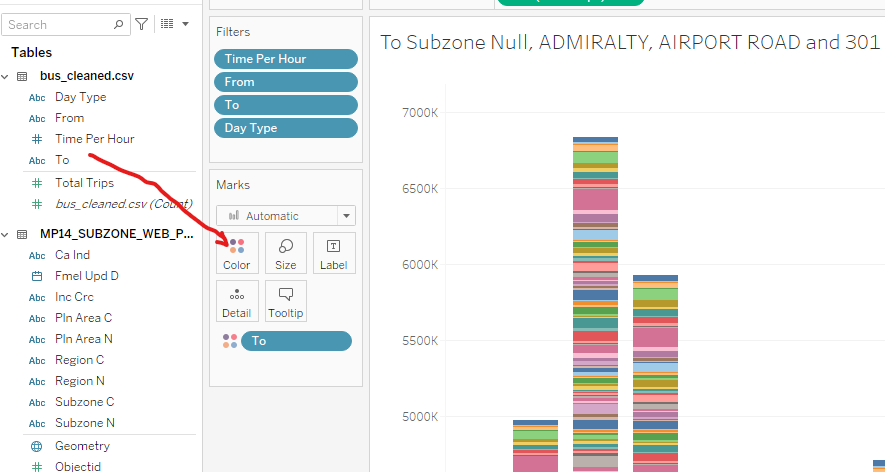 Search
Tables
bus_cleaned.csv
Abc Day Type
Abc From
# Time Per Hour
Abc To
# Total Trips
# bus_cleaned.csv (Count)
MP14_SUBZONE_WEB_P...
Abc Ca Ind
Fmel Upd D
Abc Inc Crc
Abc Pln Area C
Abc Pln Area N
Abc Region C
Abc Region N
Abc Subzone C
Abc Subzone N
Geometry
# Objectid
Filters
Time Per Hour
From
To
Day Type
Marks
Automatic
Color
Size
T
Label
Detail
Tooltip
To
To Subzone Null, ADMIRALTY, AIRPORT ROAD and 301
7000K
6500K
6000K
5500K
5000K